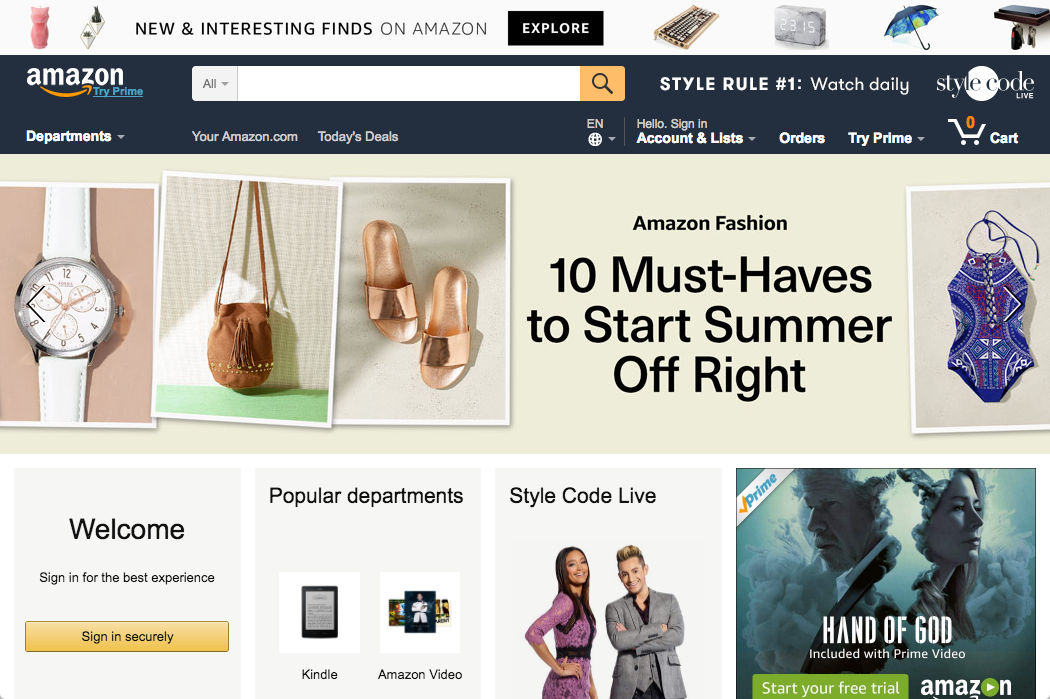 NEW & INTERESTING FINDS ON AMAZON
EXPLORE
amazon
Try Prime
All
STYLE RULE #1: Watch daily
style code
LIVE
Departments
Your Amazon.com
Today's Deals
EN
Hello. Sign in
Account & Lists
Orders
Try Prime
0
Cart
Amazon Fashion
10 Must-Haves
to Start Summer
Off Right
Welcome
Sign in for the best experience
Sign in securely
Popular departments
Kindle
Amazon Video
Style Code Live
Prime
HAND OF GOD
Included with Prime Video
Start your free trial
amazon